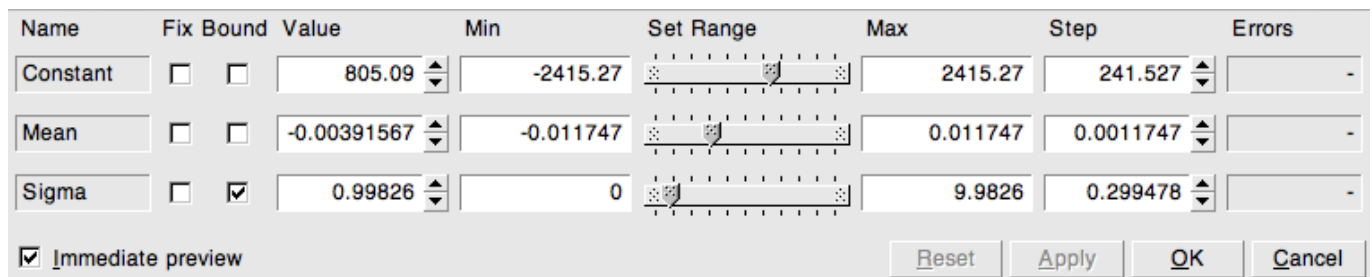 Name Fix Bound Value Min Set Range Max Step Errors
Constant 805.09 -2415.27 2415.27 241.527 -
Mean -0.00391567 -0.011747 0.011747 0.0011747 -
Sigma 0.99826 0 9.9826 0.299478 -
Immediate preview Reset Apply OK Cancel